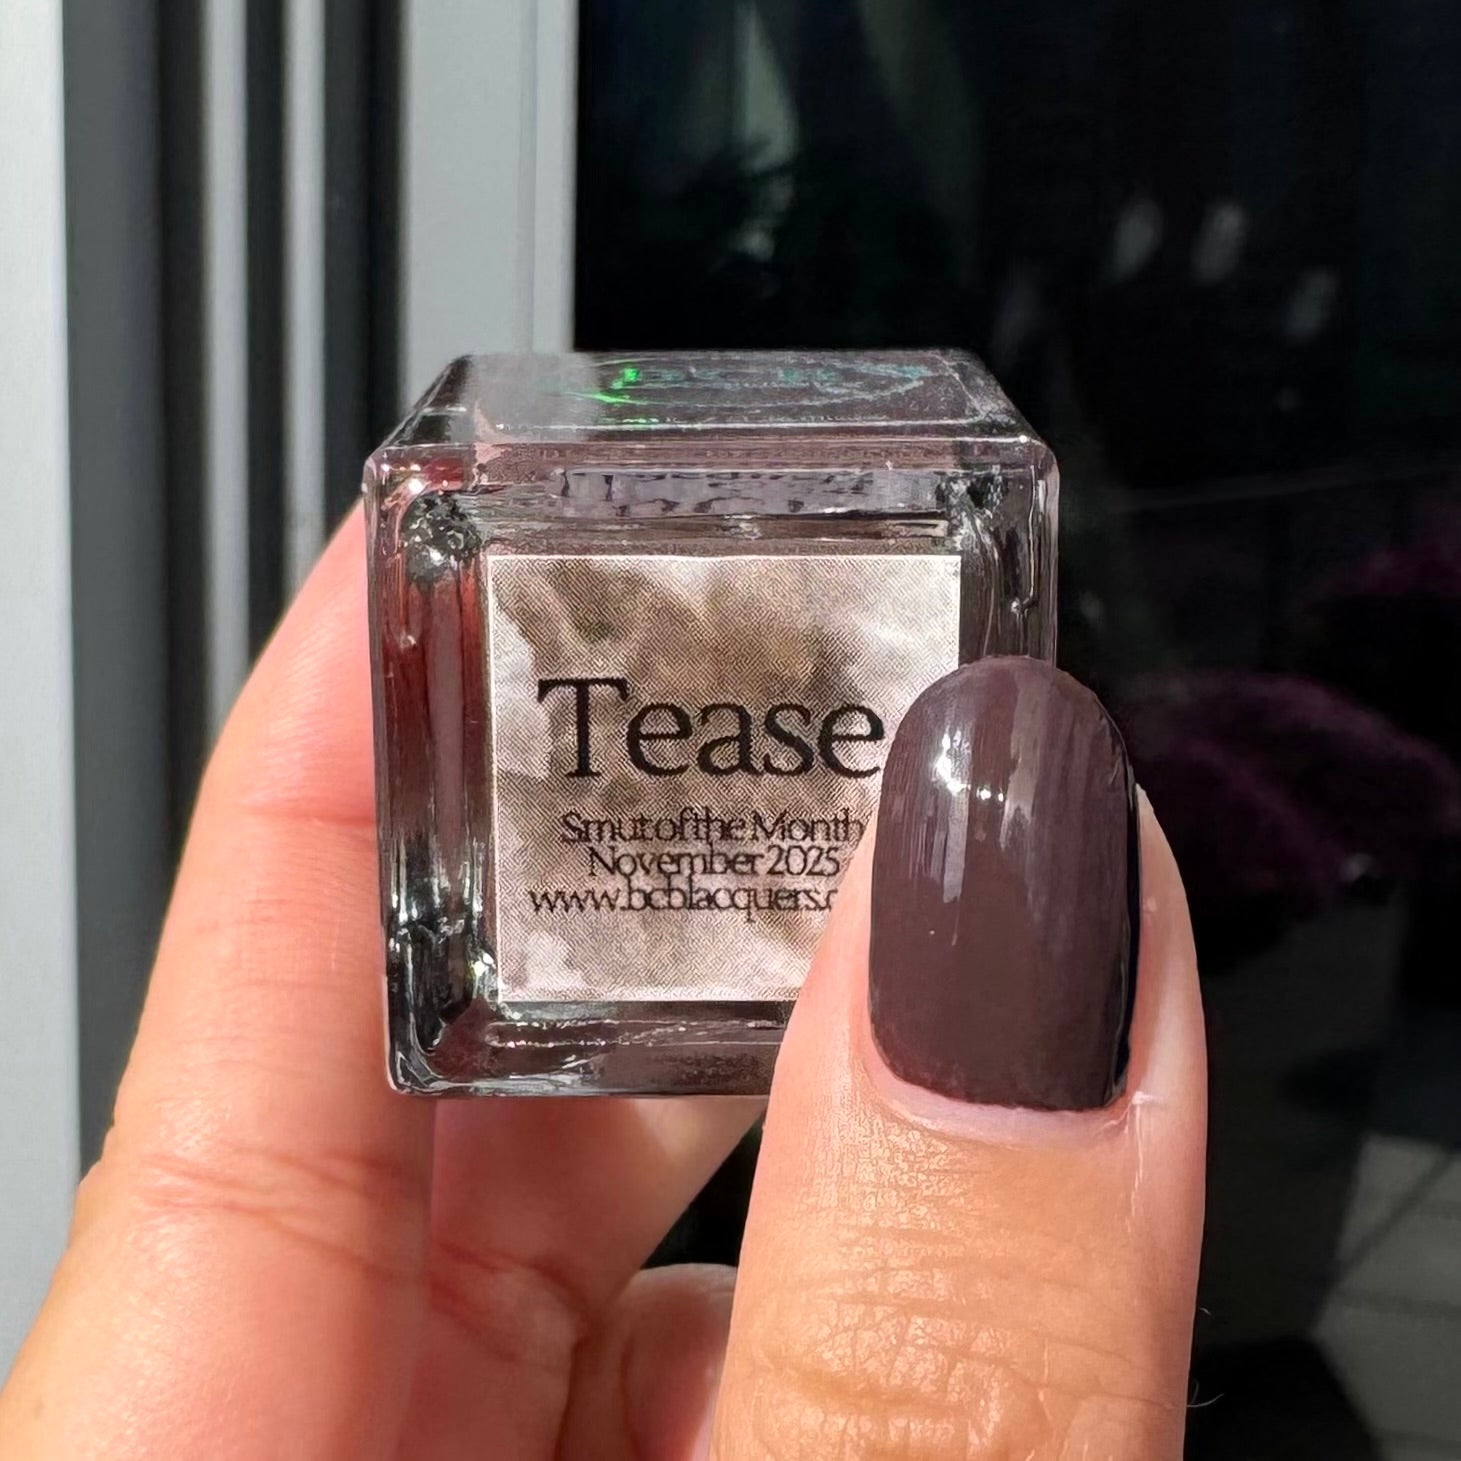 Tease
Smut of the Month
November 2025
www.bcblacquers.c